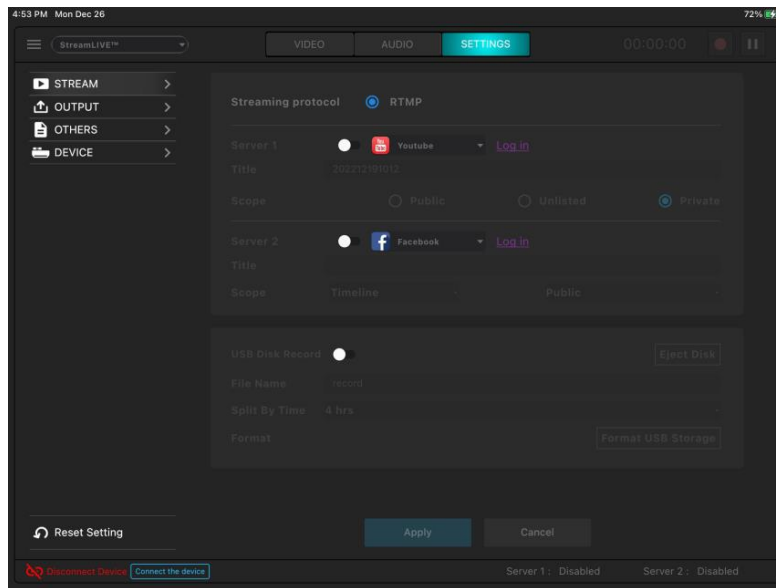 4:53 PM Mon Dec 26 72%
StreamLIVE™ VIDEO AUDIO SETTINGS 00:00:00
STREAM
OUTPUT
OTHERS
DEVICE
Streaming protocol RTMP
Server 1 Youtube Log in
Title 202212191013
Scope Public Unlisted Private
Server 2 Facebook Log in
Title
Scope Timeline Public
USB Disk Record Eject Disk
File Name record
Split By Time 4 hrs
Format Format USB Storage
Reset Setting Apply Cancel
Disconnect Device Connect the device Server 1 : Disabled Server 2 : Disabled